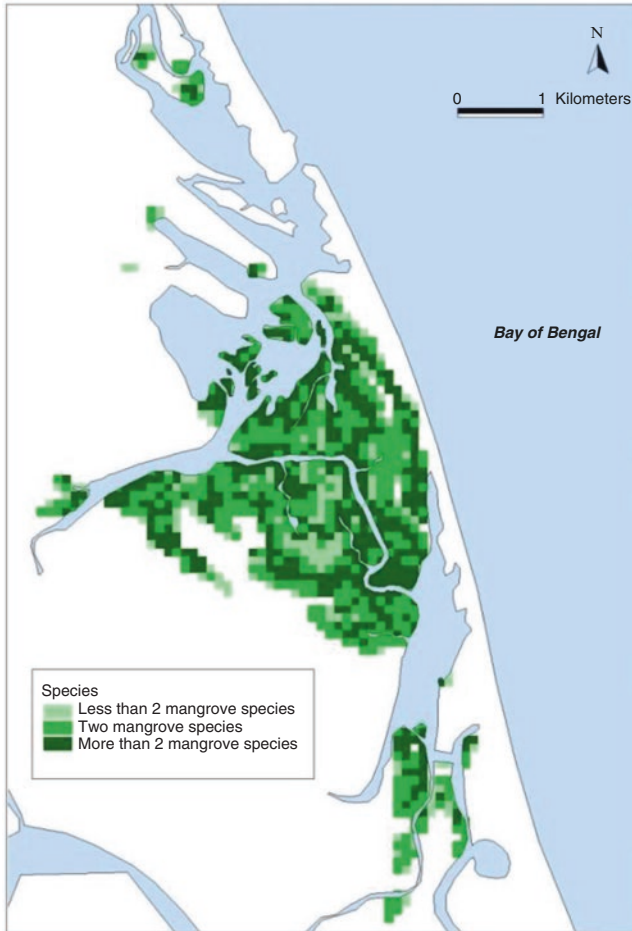 N
0 1 Kilometers
Bay of Bengal
Species
Less than 2 mangrove species
Two mangrove species
More than 2 mangrove species